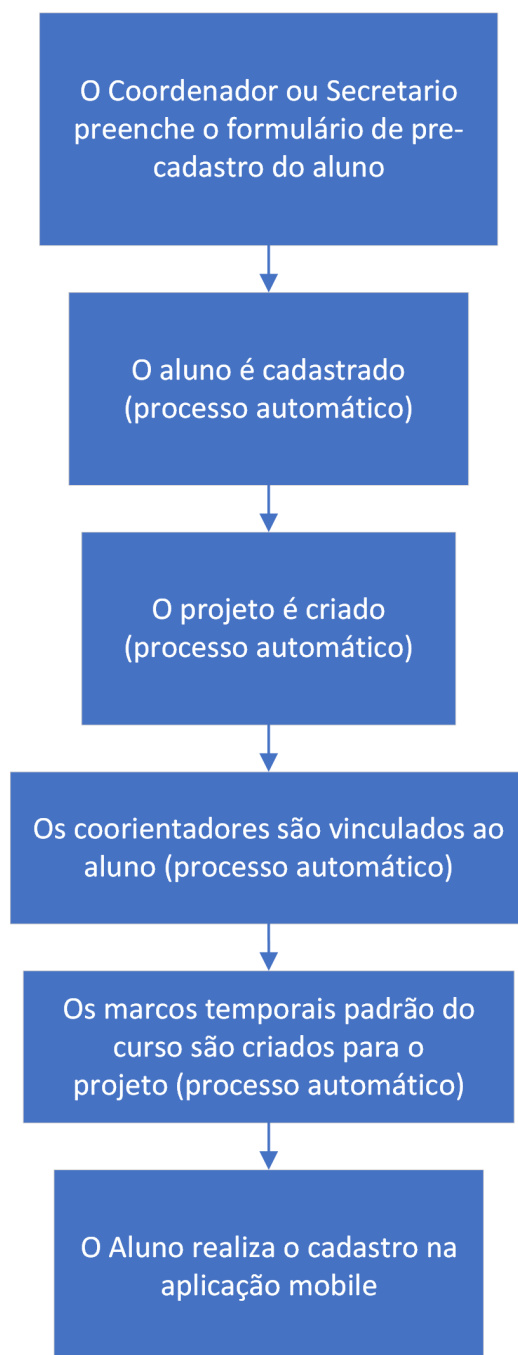 O Coordenador ou Secretario
preenche o formulário de pre-
cadastro do aluno
O aluno é cadastrado
(processo automático)
O projeto é criado
(processo automático)
Os coorientadores são vinculados ao
aluno (processo automático)
Os marcos temporais padrão do
curso são criados para o
projeto (processo automático)
O Aluno realiza o cadastro na
aplicação mobile